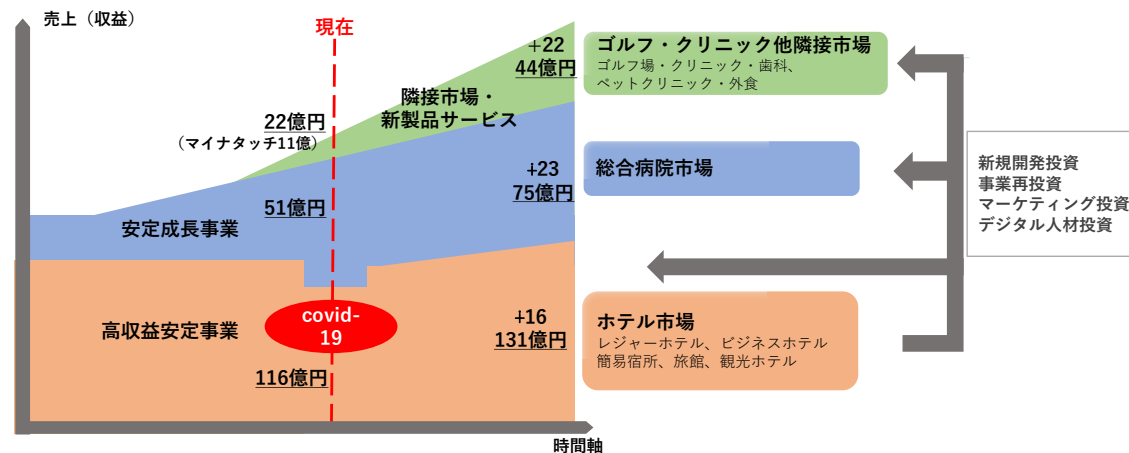 売上（収益）
現在
+22
44億円
ゴルフ・クリニック他隣接市場
ゴルフ場・クリニック・歯科、
ペットクリニック・外食
隣接市場・
新製品サービス
22億円
（マイナタッチ11億）
+23
75億円
総合病院市場
新規開発投資
事業再投資
マーケティング投資
デジタル人材投資
51億円
安定成長事業
covid-
19
高収益安定事業
+16
131億円
ホテル市場
レジャーホテル、ビジネスホテル
簡易宿所、旅館、観光ホテル
116億円
時間軸